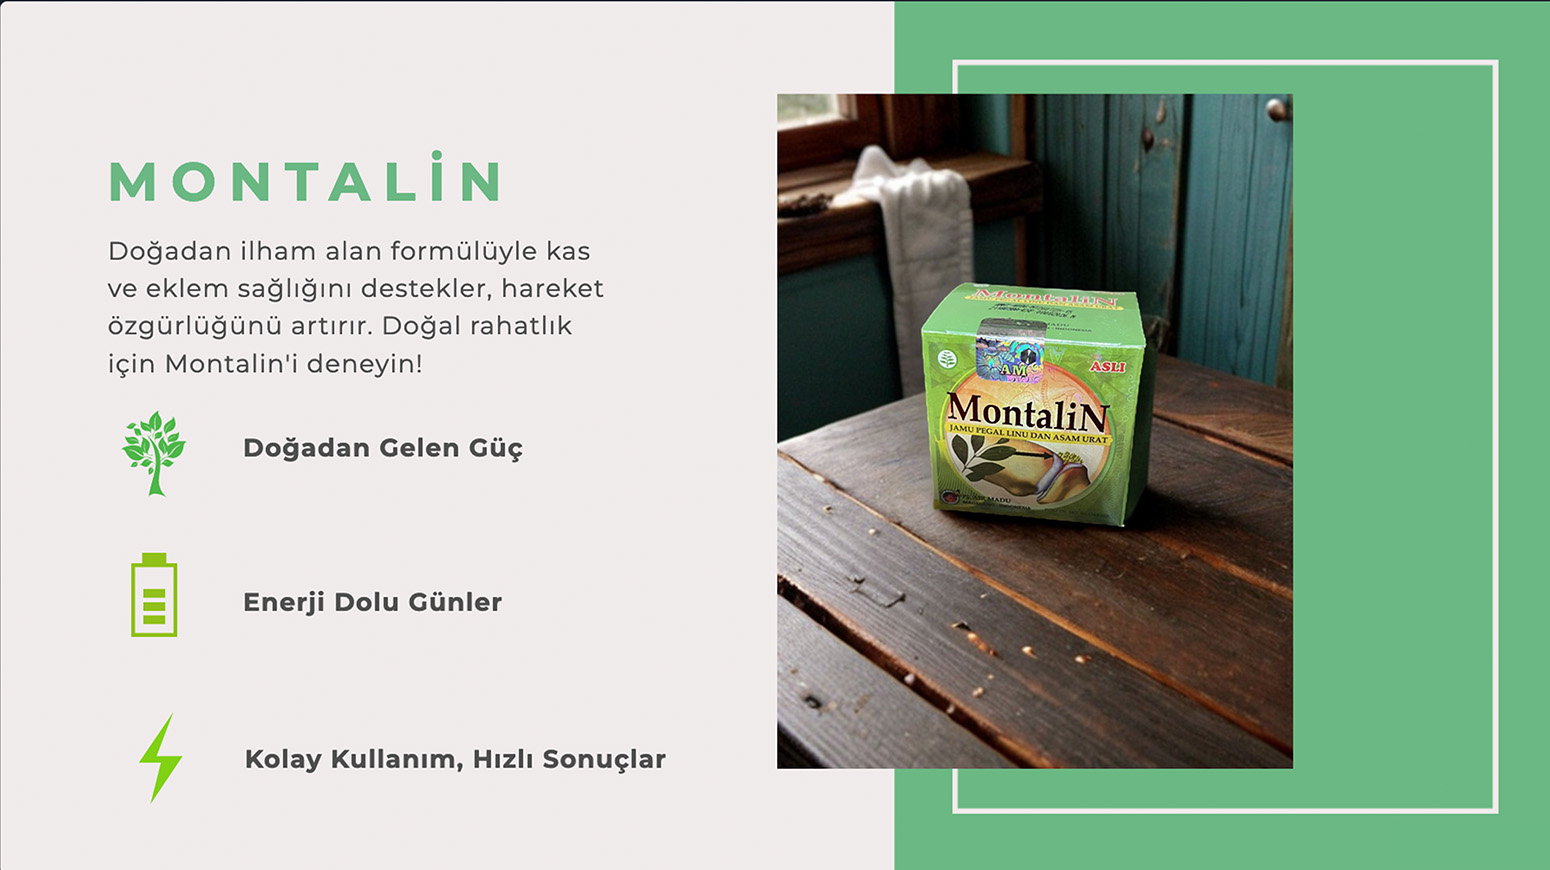 MONTALİN
Doğadan ilham alan formülüyle kas
ve eklem sağlığını destekler, hareket
özgürlüğünü artırır. Doğal rahatlık
için Montalin'i deneyin!
Doğadan Gelen Güç
Enerji Dolu Günler
Kolay Kullanım, Hızlı Sonuçlar
MontaliN
AM
ASLI
MontaliN
JAMU PEGAL LINU DAN ASAM URAT